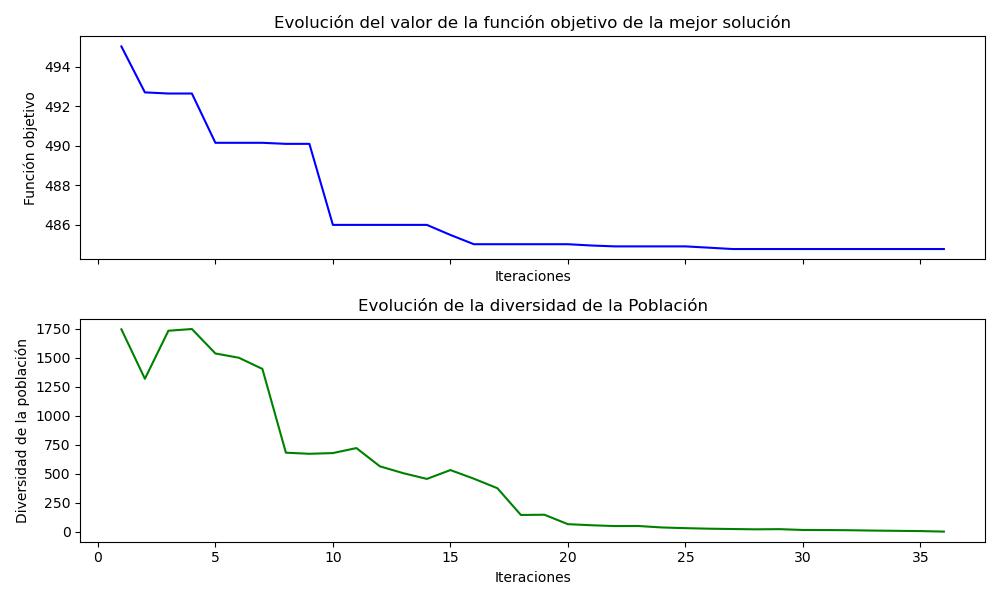 Evolución del valor de la función objetivo de la mejor solución
Función objetivo
494
492
490
488
486
Iteraciones
Evolución de la diversidad de la Población
Diversidad de la población
1750
1500
1250
1000
750
500
250
0
0 5 10 15 20 25 30 35
Iteraciones